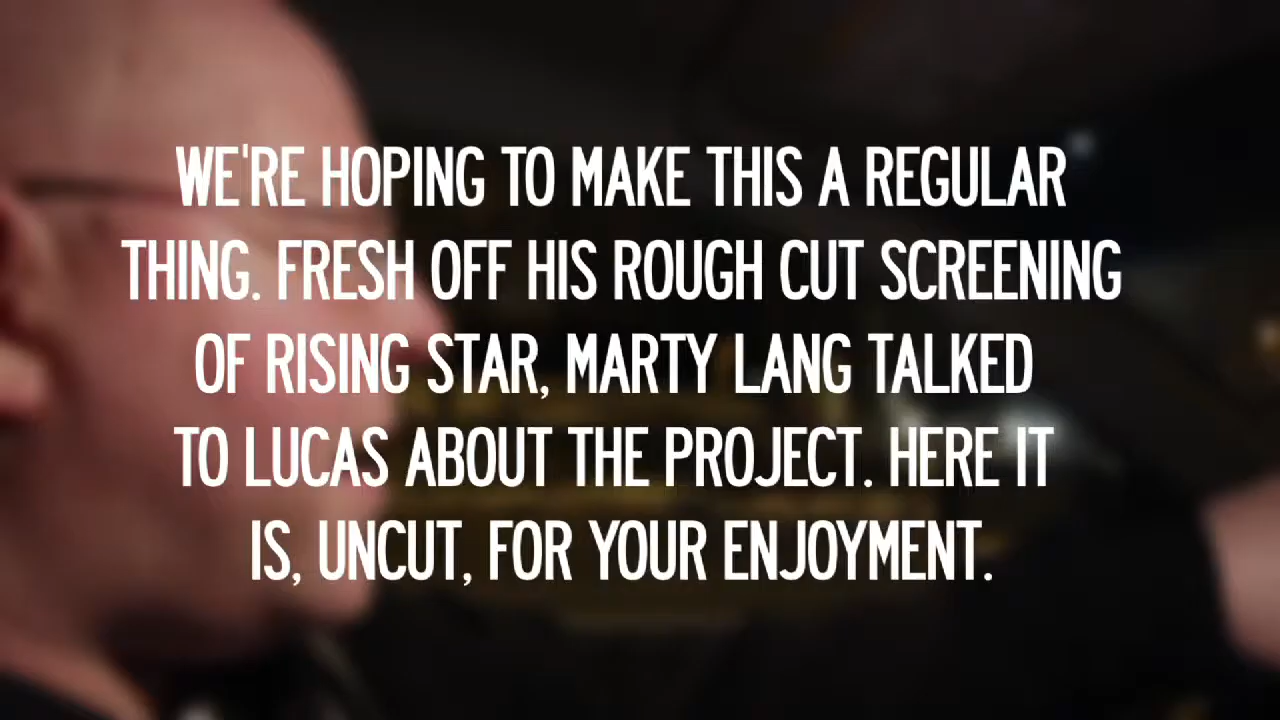 WE'RE HOPING TO MAKE THIS A REGULAR
THING. FRESH OFF HIS ROUGH CUT SCREENING
OF RISING STAR, MARTY LANG TALKED
TO LUCAS ABOUT THE PROJECT. HERE IT
IS, UNCUT, FOR YOUR ENJOYMENT.